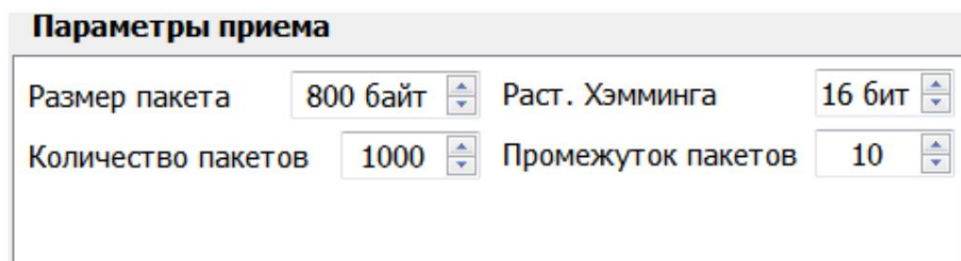 Параметры приема
Размер пакета 800 байт Раст. Хэмминга 16 бит
Количество пакетов 1000 Промежуток пакетов 10